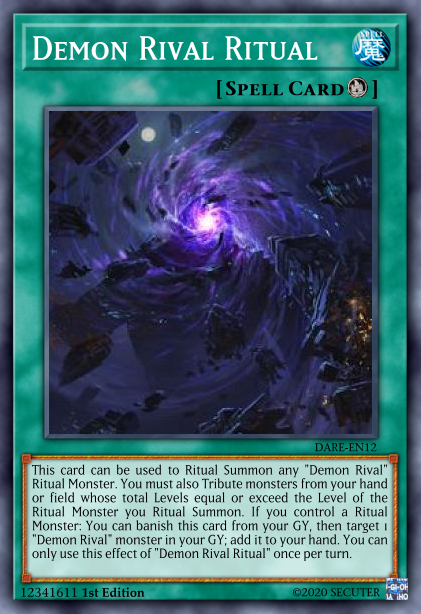 DEMON RIVAL RITUAL
魔
[SPELL CARD]
DARE-EN12
This card can be used to Ritual Summon any "Demon Rival"
Ritual Monster. You must also Tribute monsters from your hand
or field whose total Levels equal or exceed the Level of the
Ritual Monster you Ritual Summon. If you control a Ritual
Monster: You can banish this card from your GY, then target 1
"Demon Rival" monster in your GY; add it to your hand. You can
only use this effect of "Demon Rival Ritual" once per turn.
12341611 1st Edition
©2020 SECUTER